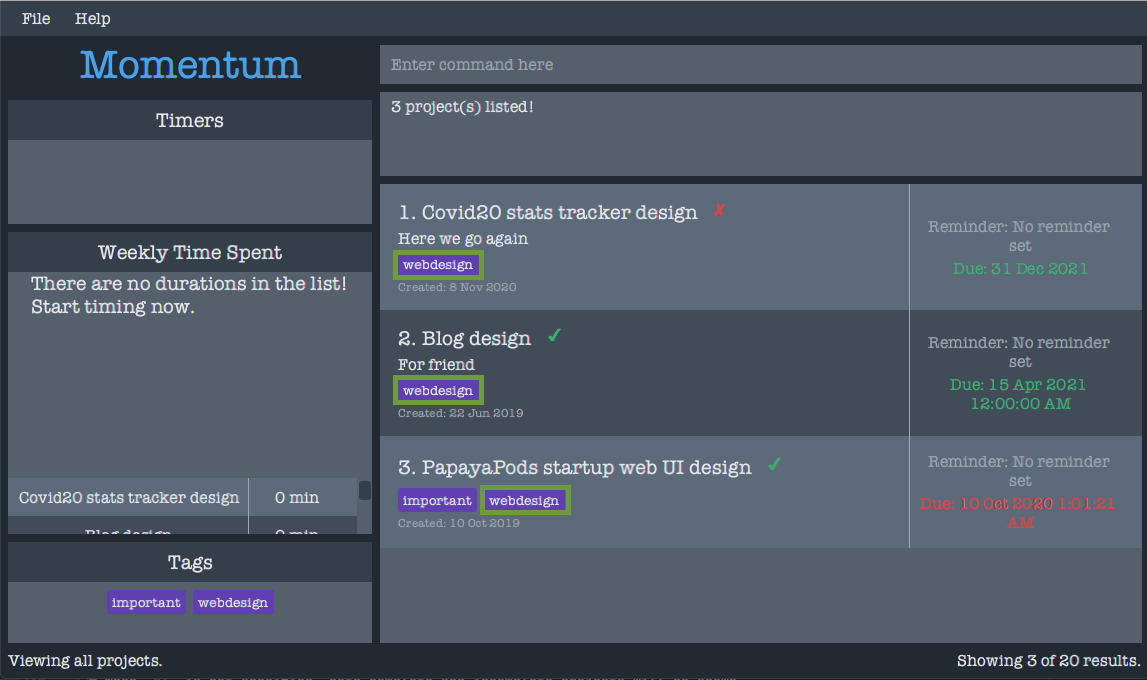 File Help
Momentum
Enter command here
3 project(s) listed!
Timers
Weekly Time Spent
There are no durations in the list!
Start timing now.
Covid20 stats tracker design 0 min
Blog design 0 min
Tags
important webdesign
1. Covid20 stats tracker design ✗
Here we go again
webdesign
Created: 8 Nov 2020
Reminder: No reminder
set
Due: 31 Dec 2021
2. Blog design ✓
For friend
webdesign
Created: 22 Jun 2019
Reminder: No reminder
set
Due: 15 Apr 2021
12:00:00 AM
3. PapayaPods startup web UI design ✓
important webdesign
Created: 10 Oct 2019
Reminder: No reminder
set
Due: 10 Oct 2020 1:01:21
AM
Viewing all projects.
Showing 3 of 20 results.